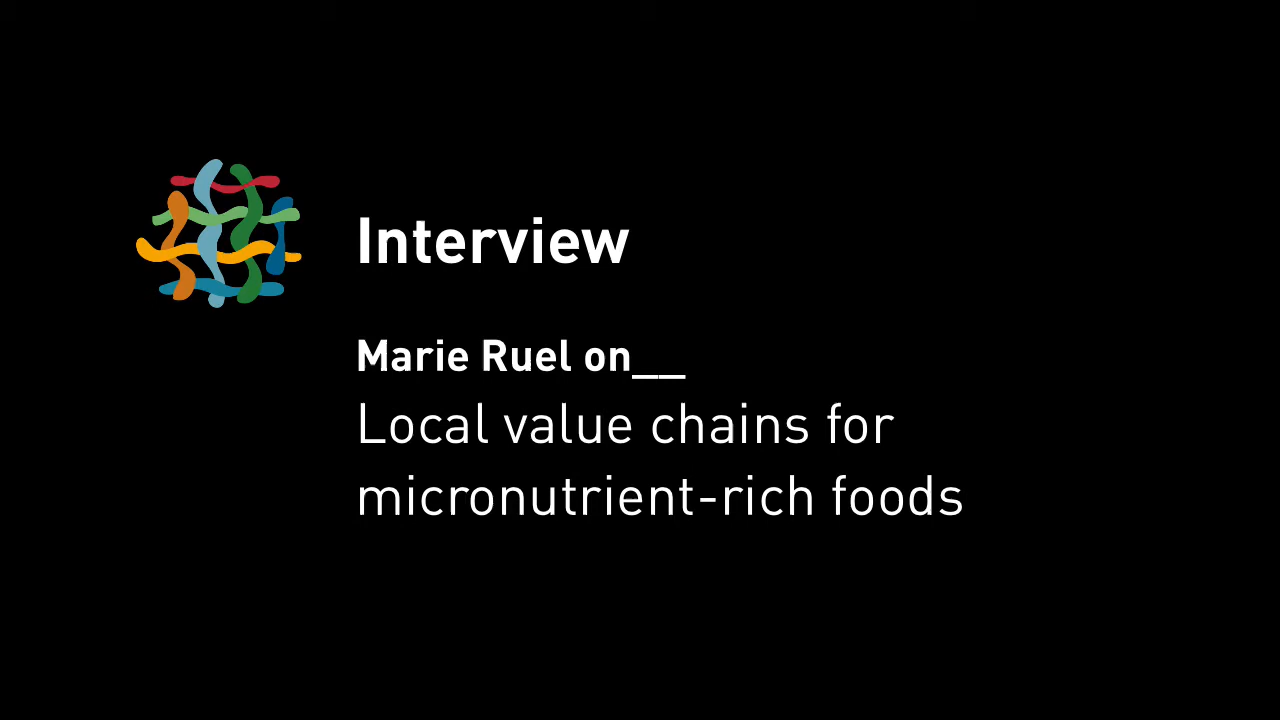 Interview
Marie Ruel on__
Local value chains for
micronutrient-rich foods